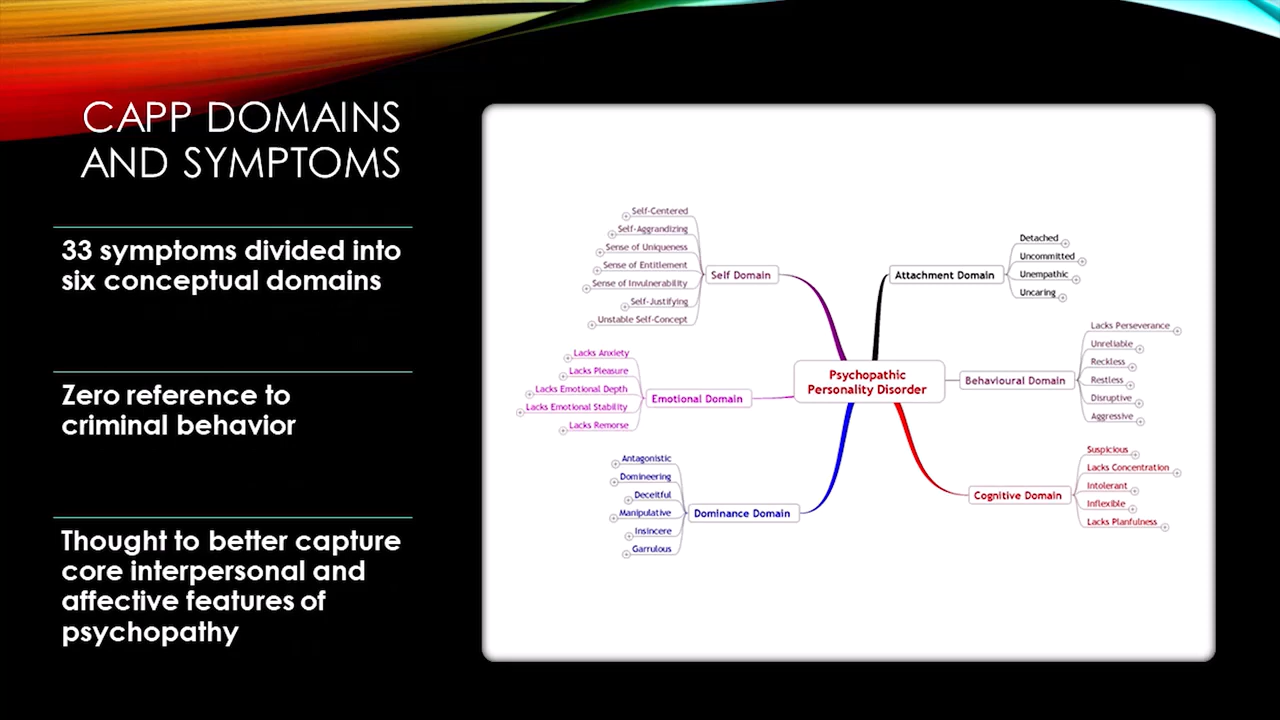 CAPP DOMAINS
AND SYMPTOMS
33 symptoms divided into
six conceptual domains
Zero reference to
criminal behavior
Thought to better capture
core interpersonal and
affective features of
psychopathy
Self-Centered
Self-Aggrandizing
Sense of Uniqueness
Sense of Entitlement
Sense of Invulnerability
Self-Justifying
Unstable Self-Concept
Self Domain
Lacks Anxiety
Lacks Pleasure
Lacks Emotional Depth
Lacks Emotional Stability
Lacks Remorse
Emotional Domain
Antagonistic
Domineering
Deceitful
Manipulative
Insincere
Garrulous
Dominance Domain
Psychopathic
Personality Disorder
Attachment Domain
Detached
Uncommitted
Unempathic
Uncaring
Behavioural Domain
Lacks Perseverance
Unreliable
Reckless
Restless
Disruptive
Aggressive
Cognitive Domain
Suspicious
Lacks Concentration
Intolerant
Inflexible
Lacks Planfulness